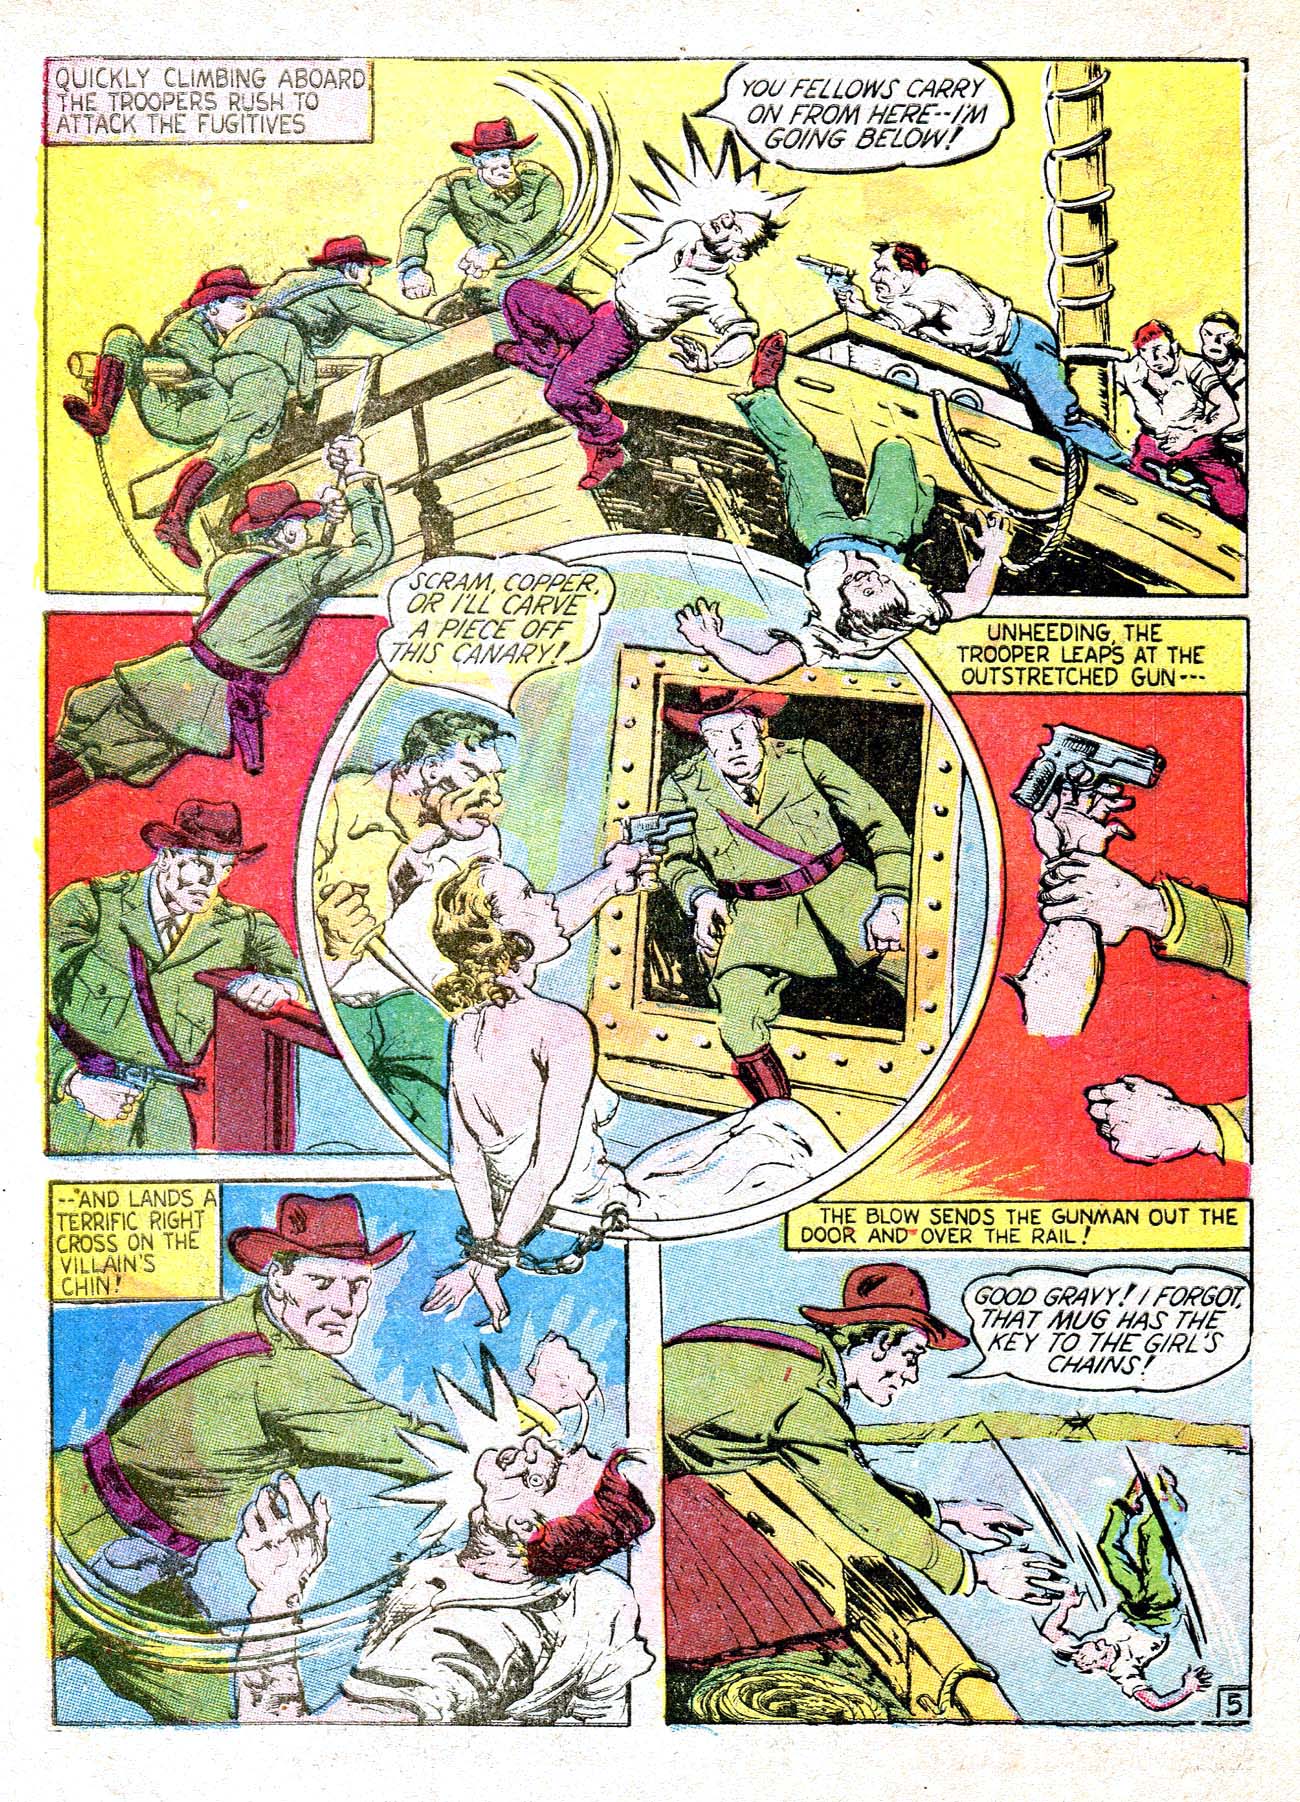 QUICKLY CLIMBING ABOARD
THE TROOPERS RUSH TO
ATTACK THE FUGITIVES
YOU FELLOWS CARRY
ON FROM HERE--I'M
GOING BELOW!
SCRAM, COPPER,
OR I'LL CARVE
A PIECE OFF
THIS CANARY!
UNHEEDING, THE
TROOPER LEAPS AT THE
OUTSTRETCHED GUN---
--AND LANDS A
TERRIFIC RIGHT
CROSS ON THE
VILLAIN'S
CHIN!
THE BLOW SENDS THE GUNMAN OUT THE
DOOR AND OVER THE RAIL!
GOOD GRAVY! I FORGOT,
THAT MUG HAS THE
KEY TO THE GIRL'S
CHAINS!
5